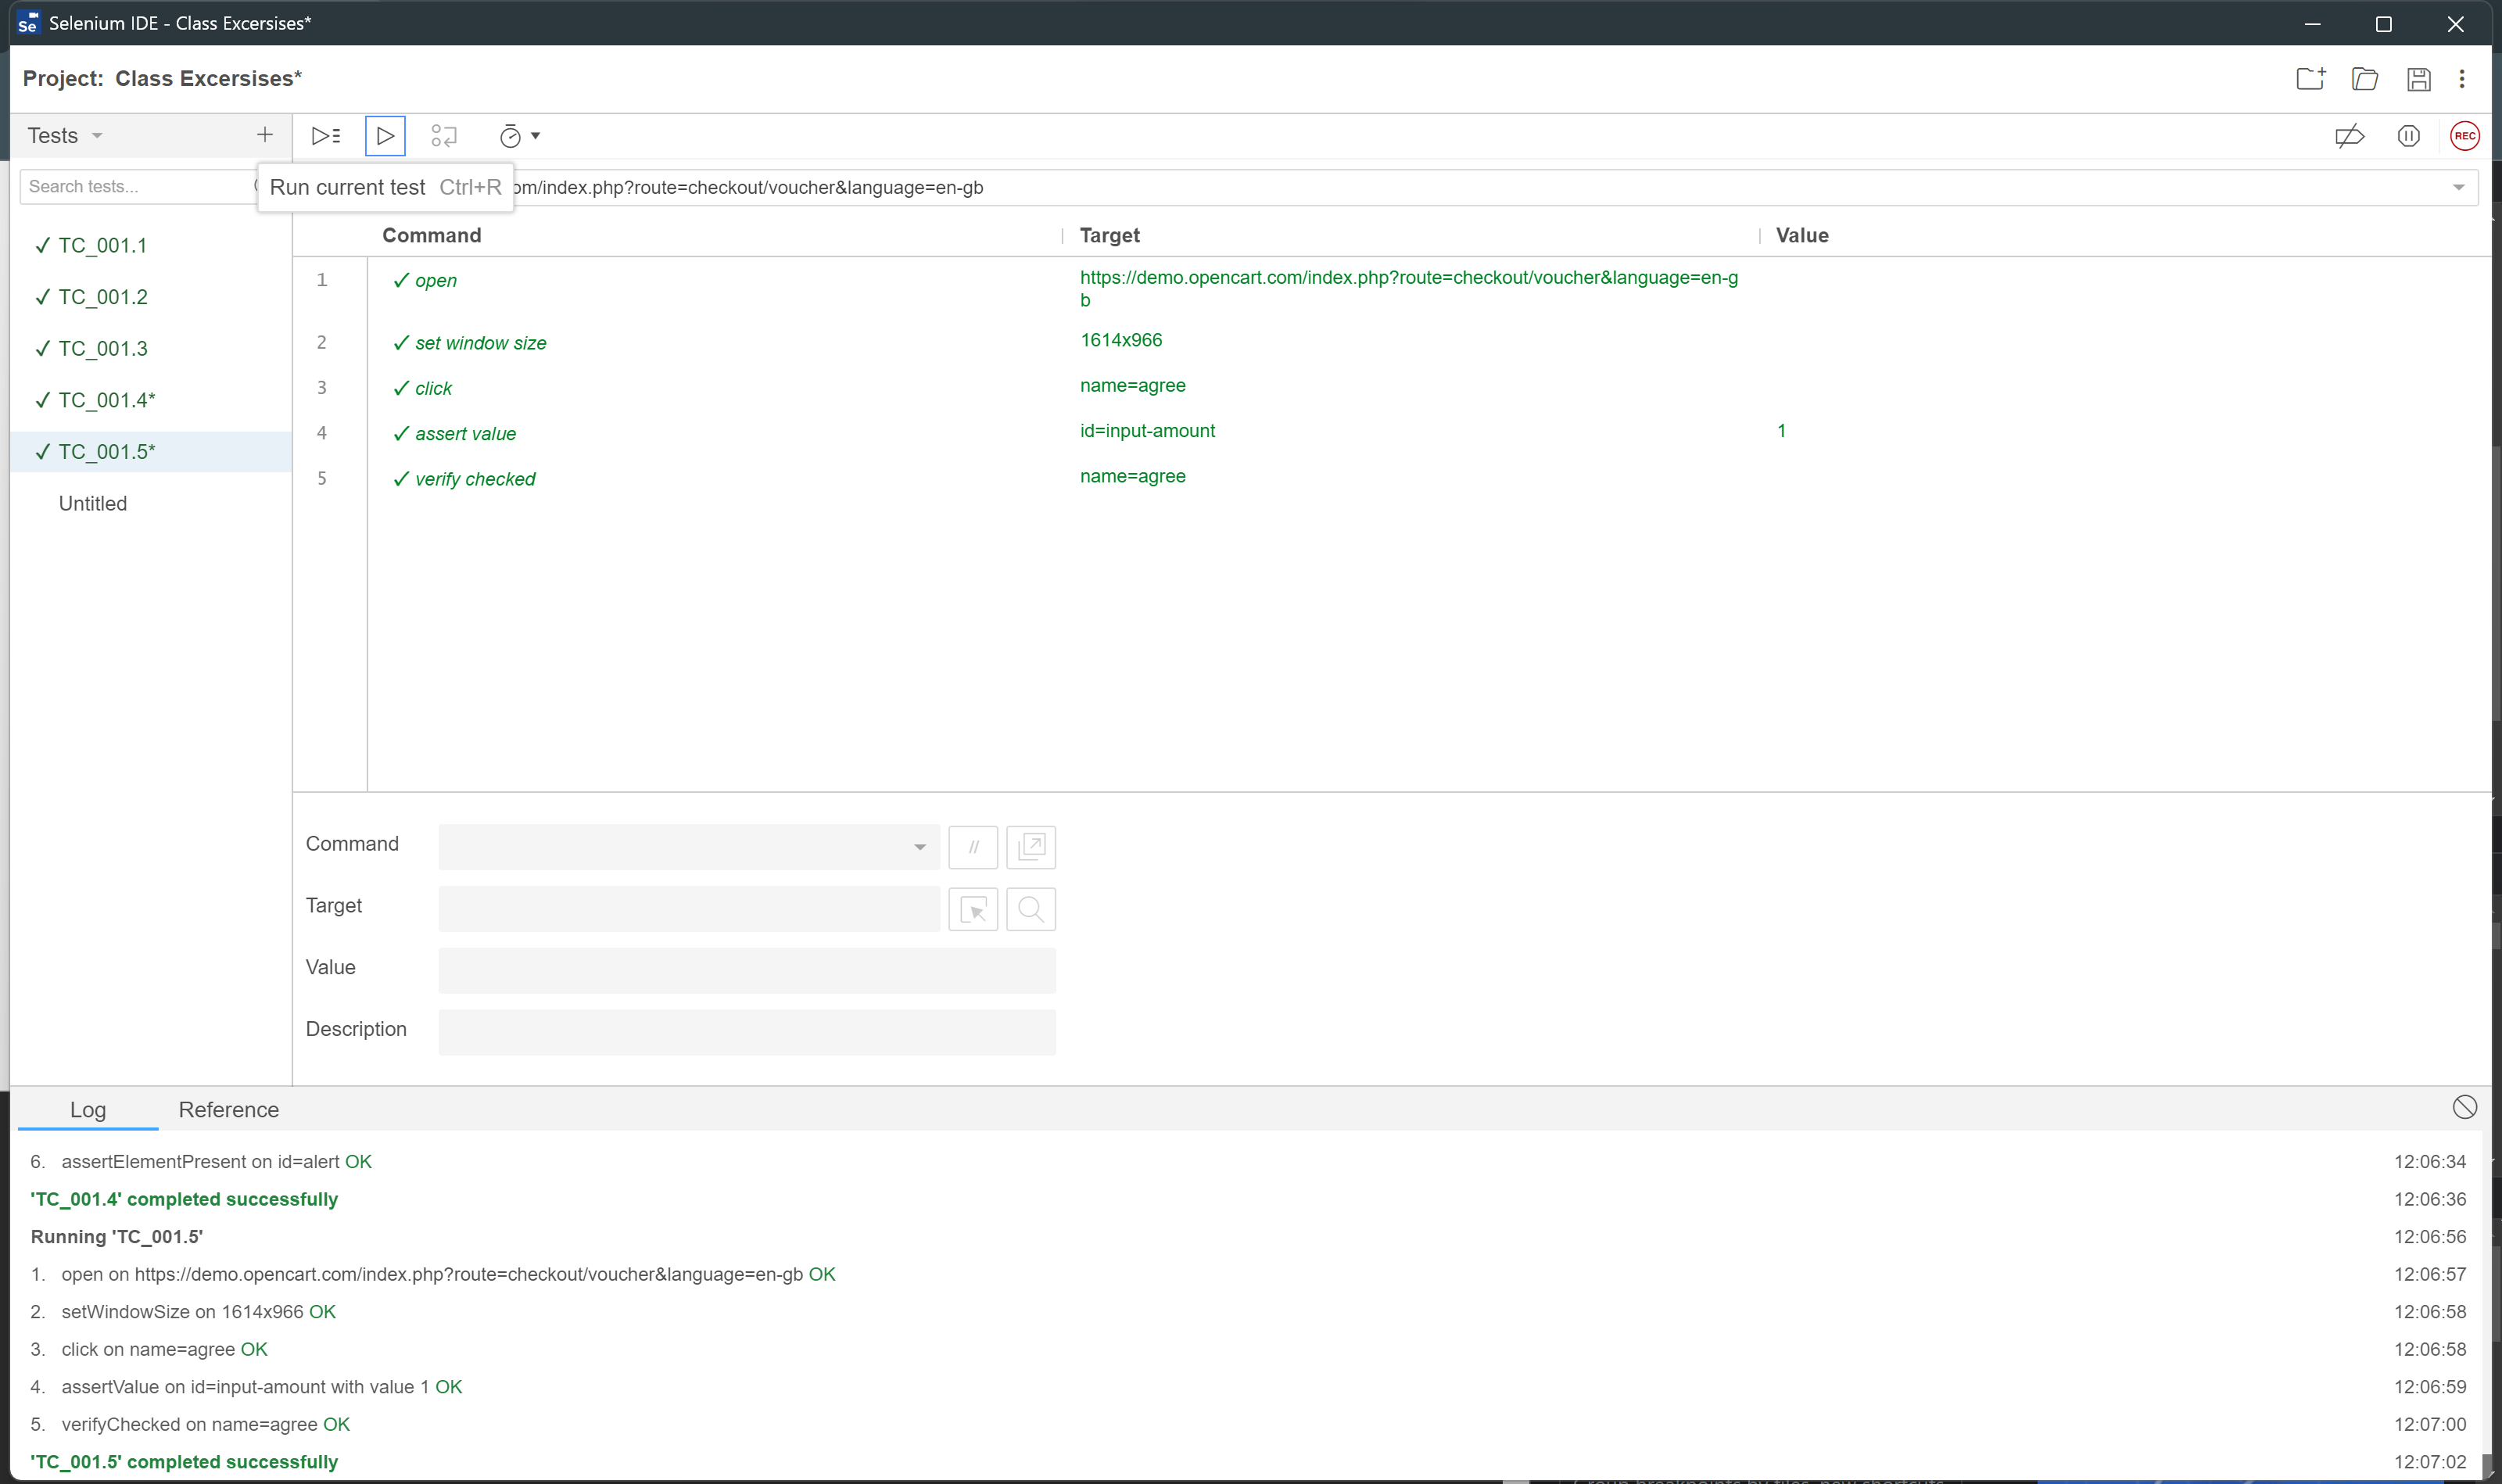 Se Selenium IDE - Class Excersises*
Project: Class Excersises*
Tests
REC
Search tests...
Run current test Ctrl+R
om/index.php?route=checkout/voucher&language=en-gb
Command Target Value
✓ TC_001.1
✓ TC_001.2
✓ TC_001.3
✓ TC_001.4*
✓ TC_001.5*
Untitled
1 ✓ open https://demo.opencart.com/index.php?route=checkout/voucher&language=en-g
b
2 ✓ set window size 1614x966
3 ✓ click name=agree
4 ✓ assert value id=input-amount 1
5 ✓ verify checked name=agree
Command //
Target
Value
Description
Log Reference
6. assertElementPresent on id=alert OK 12:06:34
'TC_001.4' completed successfully 12:06:36
Running 'TC_001.5' 12:06:56
1. open on https://demo.opencart.com/index.php?route=checkout/voucher&language=en-gb OK 12:06:57
2. setWindowSize on 1614x966 OK 12:06:58
3. click on name=agree OK 12:06:58
4. assertValue on id=input-amount with value 1 OK 12:06:59
5. verifyChecked on name=agree OK 12:07:00
'TC_001.5' completed successfully 12:07:02